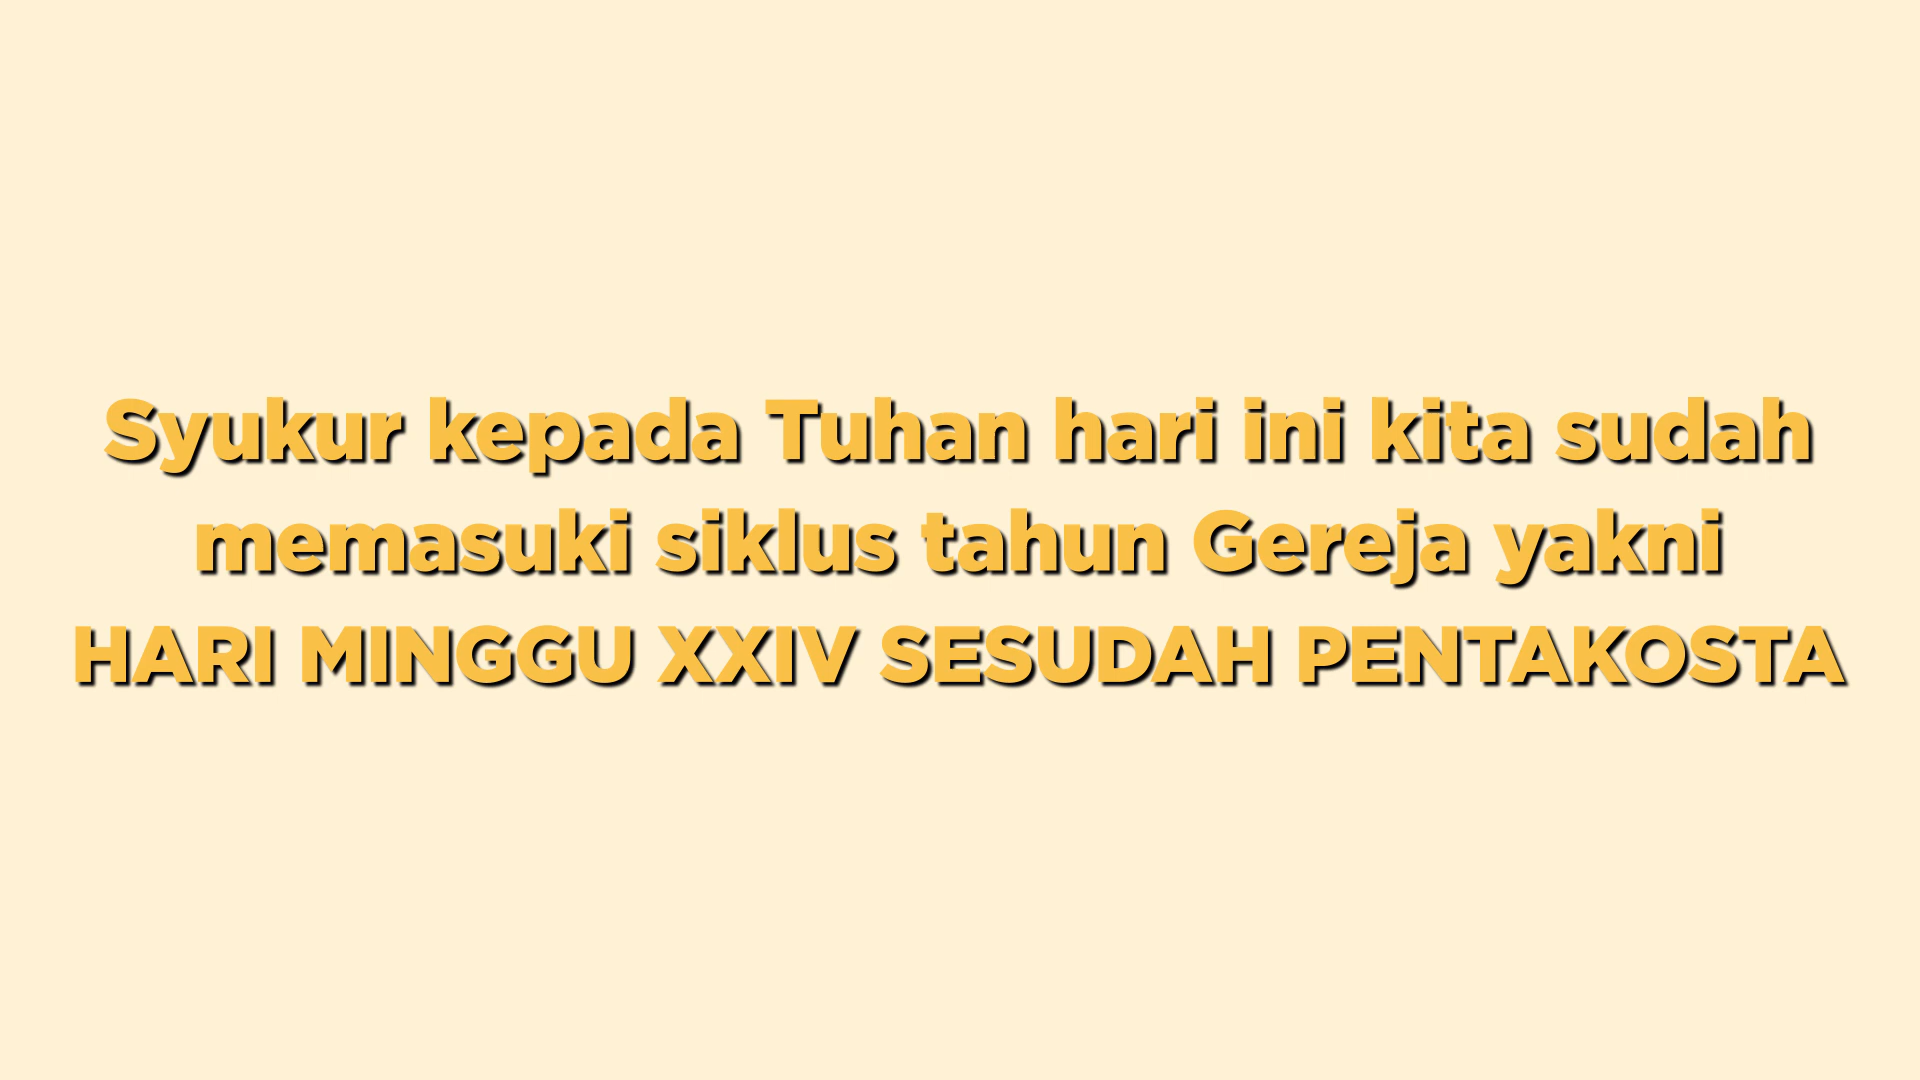 Syukur kepada Tuhan hari ini kita sudah
memasuki siklus tahun Gereja yakni
HARI MINGGU XXIV SESUDAH PENTAKOSTA